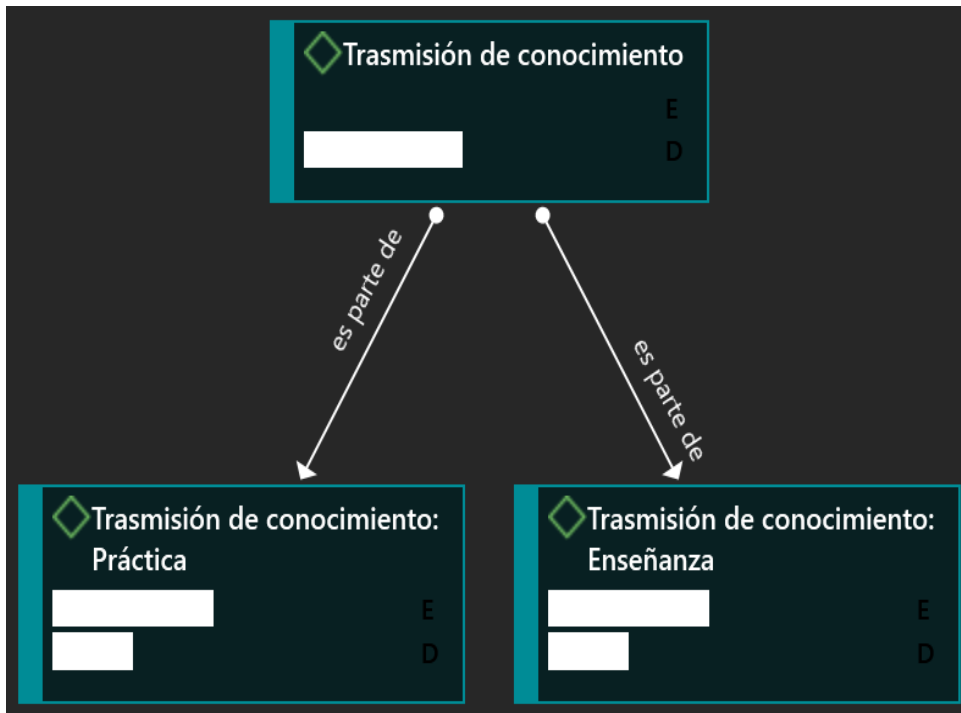 Trasmisión de conocimiento
E
D
es parte de
es parte de
Trasmisión de conocimiento:
Práctica
E
D
Trasmisión de conocimiento:
Enseñanza
E
D